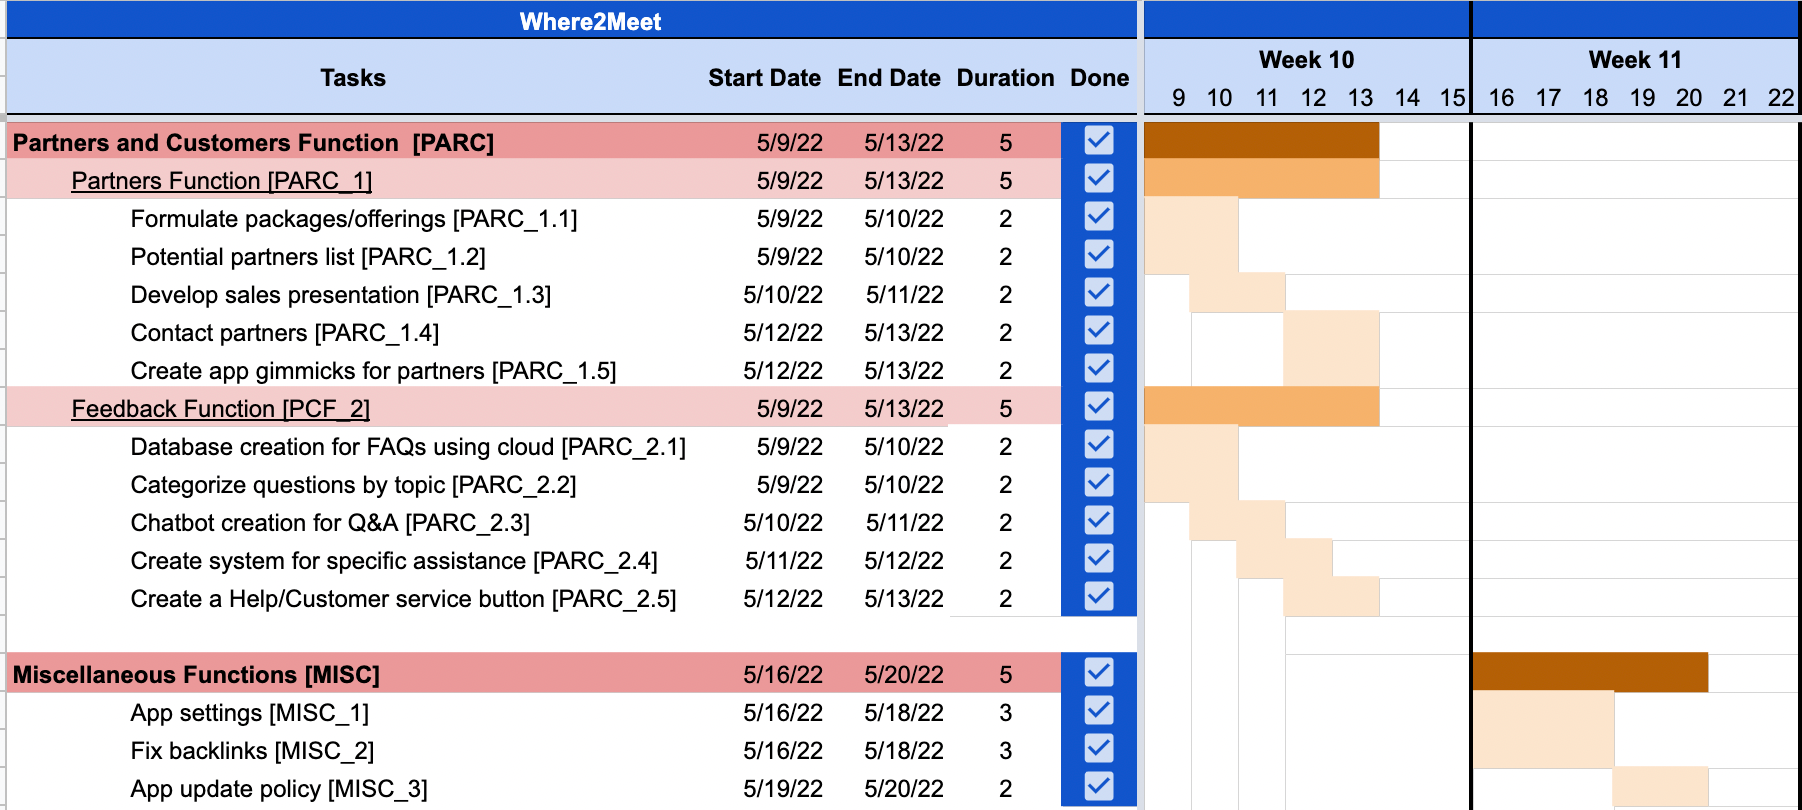 Where2Meet
Tasks Start Date End Date Duration Done Week 10 Week 11
9 10 11 12 13 14 15 16 17 18 19 20 21 22
Partners and Customers Function [PARC] 5/9/22 5/13/22 5
Partners Function [PARC_1] 5/9/22 5/13/22 5
Formulate packages/offerings [PARC_1.1] 5/9/22 5/10/22 2
Potential partners list [PARC_1.2] 5/9/22 5/10/22 2
Develop sales presentation [PARC_1.3] 5/10/22 5/11/22 2
Contact partners [PARC_1.4] 5/12/22 5/13/22 2
Create app gimmicks for partners [PARC_1.5] 5/12/22 5/13/22 2
Feedback Function [PCF_2] 5/9/22 5/13/22 5
Database creation for FAQs using cloud [PARC_2.1] 5/9/22 5/10/22 2
Categorize questions by topic [PARC_2.2] 5/9/22 5/10/22 2
Chatbot creation for Q&A [PARC_2.3] 5/10/22 5/11/22 2
Create system for specific assistance [PARC_2.4] 5/11/22 5/12/22 2
Create a Help/Customer service button [PARC_2.5] 5/12/22 5/13/22 2
Miscellaneous Functions [MISC] 5/16/22 5/20/22 5
App settings [MISC_1] 5/16/22 5/18/22 3
Fix backlinks [MISC_2] 5/16/22 5/18/22 3
App update policy [MISC_3] 5/19/22 5/20/22 2